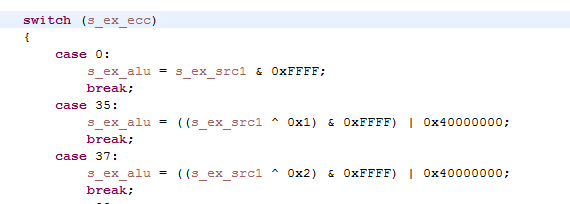 switch (s_ex_ecc)
{
case 0:
s_ex_alu = s_ex_src1 & 0xFFFF;
break;
case 35:
s_ex_alu = ((s_ex_src1 ^ 0x1) & 0xFFFF) | 0x40000000;
break;
case 37:
s_ex_alu = ((s_ex_src1 ^ 0x2) & 0xFFFF) | 0x40000000;
break;